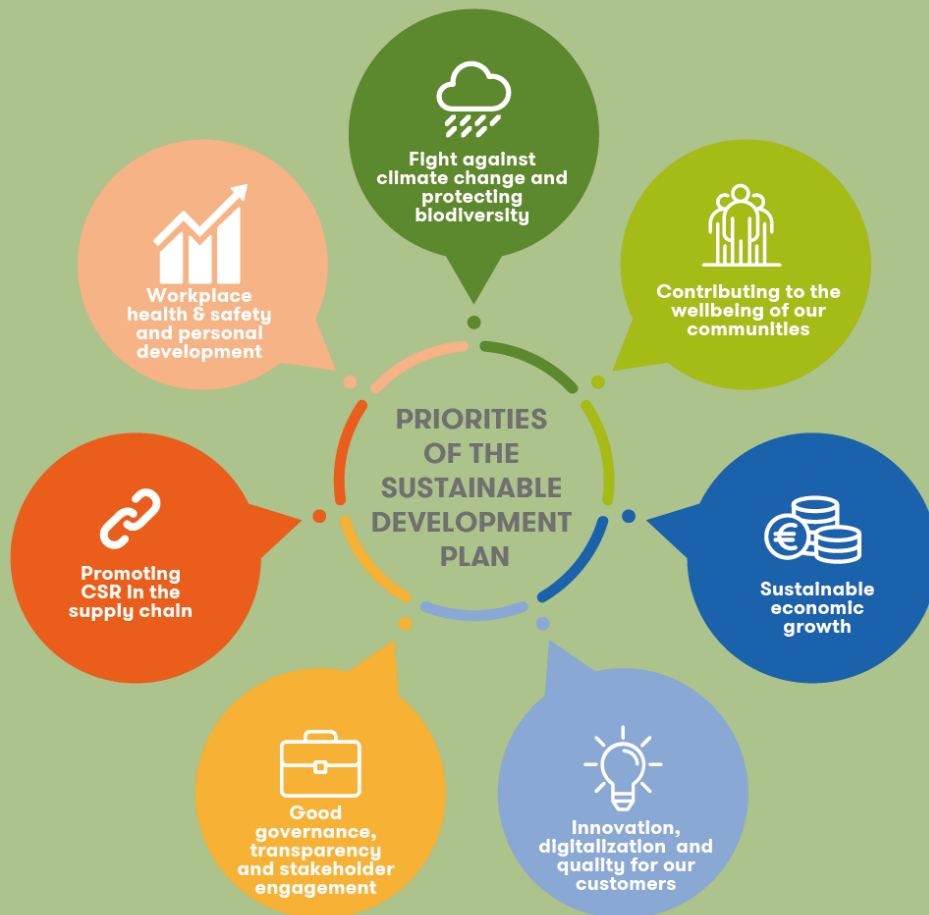 PRIORITIES
OF THE
SUSTAINABLE
DEVELOPMENT
PLAN
Fight against
climate change and
protecting
biodiversity
Contributing to the
wellbeing of our
communities
€
Sustainable
economic
growth
Innovation,
digitalization and
quality for our
customers
Good
governance,
transparency
and stakeholder
engagement
Promoting
CSR in the
supply chain
Workplace
health & safety
and personal
development